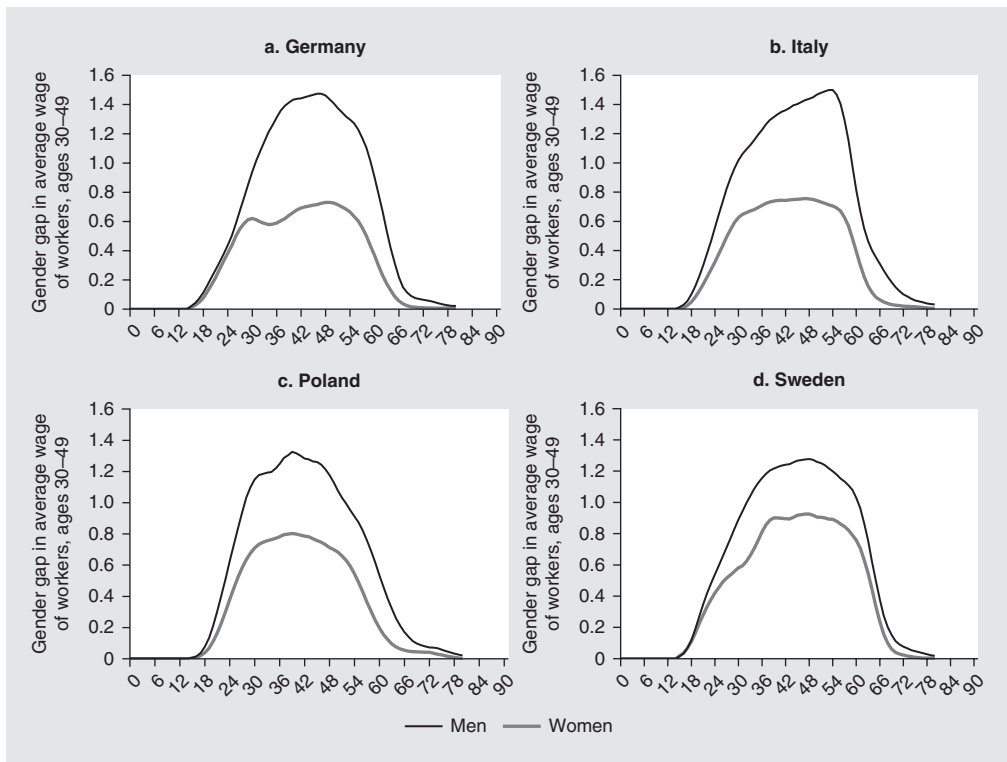 a. Germany
Gender gap in average wage
of workers, ages 30–49
1.6
1.4
1.2
1.0
0.8
0.6
0.4
0.2
0
0 6 12 18 24 30 36 42 48 54 60 66 72 78 84 90
b. Italy
Gender gap in average wage
of workers, ages 30–49
1.6
1.4
1.2
1.0
0.8
0.6
0.4
0.2
0
0 6 12 18 24 30 36 42 48 54 60 66 72 78 84 90
c. Poland
Gender gap in average wage
of workers, ages 30–49
1.6
1.4
1.2
1.0
0.8
0.6
0.4
0.2
0
0 6 12 18 24 30 36 42 48 54 60 66 72 78 84 90
d. Sweden
Gender gap in average wage
of workers, ages 30–49
1.6
1.4
1.2
1.0
0.8
0.6
0.4
0.2
0
0 6 12 18 24 30 36 42 48 54 60 66 72 78 84 90
Men Women